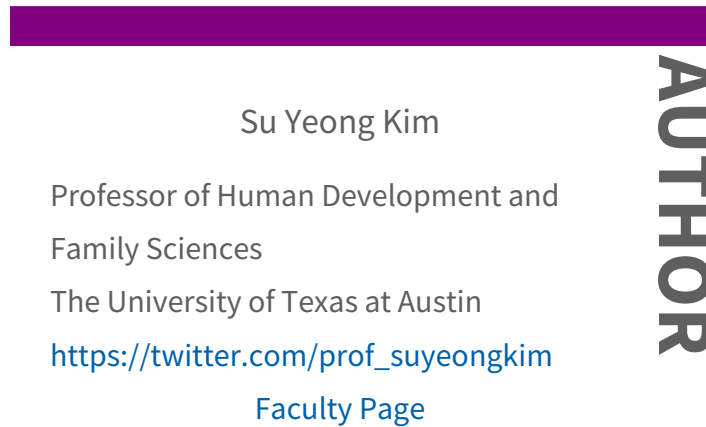 Su Yeong Kim
Professor of Human Development and
Family Sciences
The University of Texas at Austin
https://twitter.com/prof_suyeongkim
Faculty Page
AUTHOR